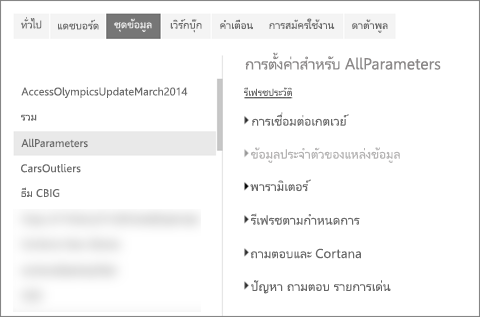 ทั่วไป แดชบอร์ด ชุดข้อมูล เวิร์กบุ๊ก คำเตือน การสมัครใช้งาน ดาต้าพูล
การตั้งค่าสำหรับ AllParameters
รีเฟรชประวัติ
AccessOlympicsUpdateMarch2014
รวม
AllParameters
CarsOutliers
ธีม CBIG
การเชื่อมต่อเกตเวย์
ข้อมูลประจำตัวของแหล่งข้อมูล
พารามิเตอร์
รีเฟรชตามกำหนดการ
ถามตอบและ Cortana
ปัญหา ถามตอบ รายการเด่น